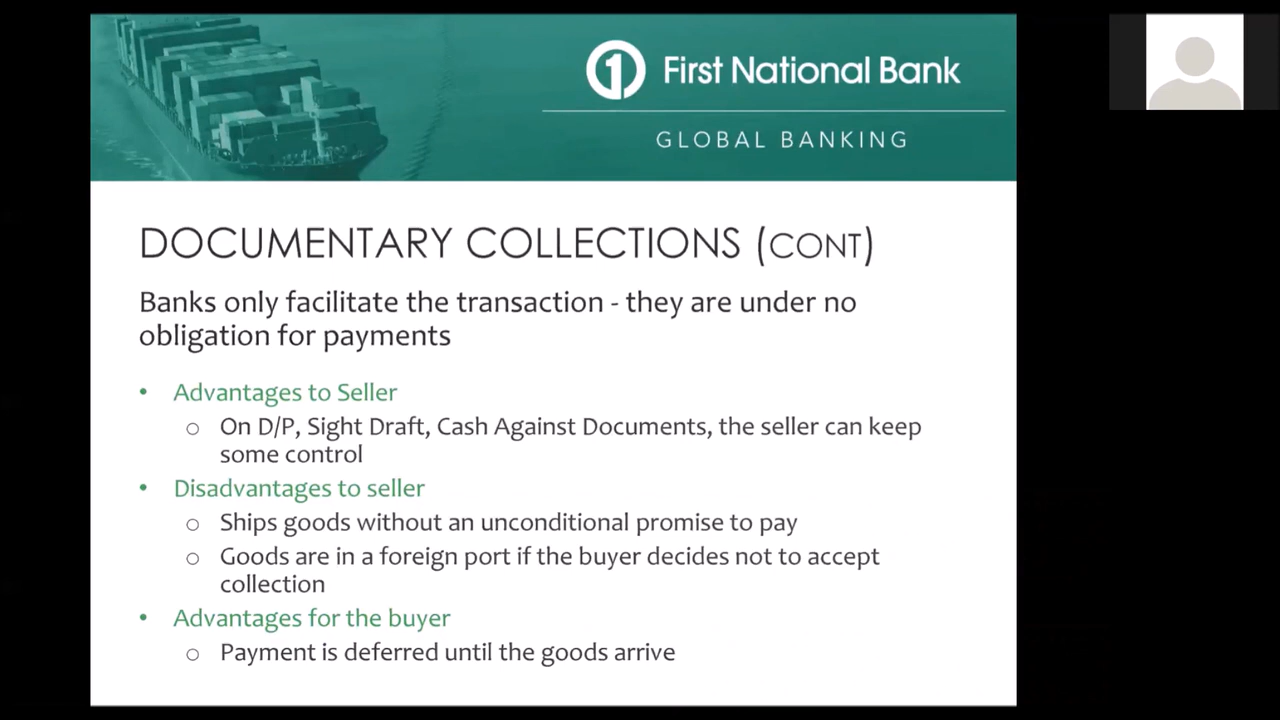 1 First National Bank
GLOBAL BANKING
DOCUMENTARY COLLECTIONS (CONT)
Banks only facilitate the transaction - they are under no
obligation for payments
• Advantages to Seller
o On D/P, Sight Draft, Cash Against Documents, the seller can keep
some control
• Disadvantages to seller
o Ships goods without an unconditional promise to pay
o Goods are in a foreign port if the buyer decides not to accept
collection
• Advantages for the buyer
o Payment is deferred until the goods arrive